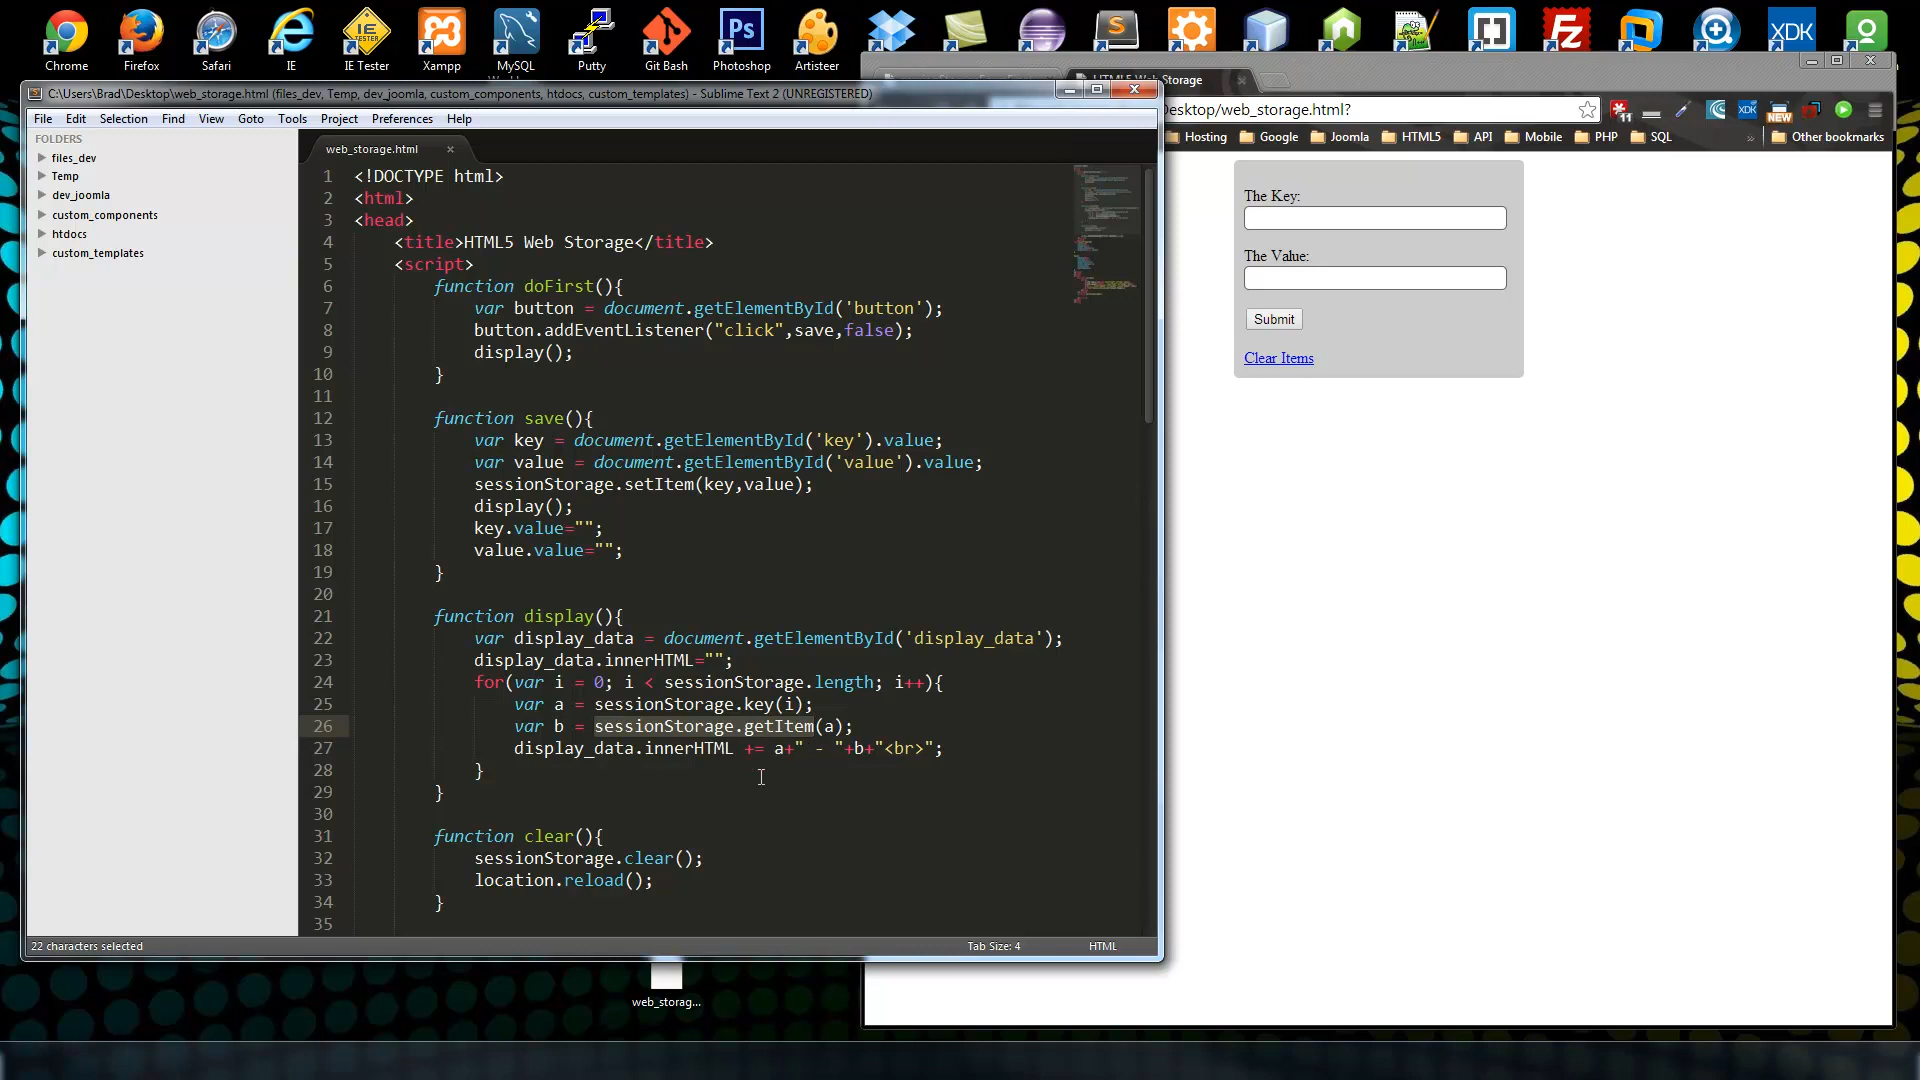 Chrome
Firefox
Safari
IE
IE Tester
Xampp
MySQL
Putty
Git Bash
Photoshop
Artisteer
XDK
C:\Users\Brad\Desktop\web_storage.html (files_dev, Temp, dev_joomla, custom_components, htdocs, custom_templates) - Sublime Text 2 (UNREGISTERED)
File Edit Selection Find View Goto Tools Project Preferences Help
FOLDERS
files_dev
Temp
dev_joomla
custom_components
htdocs
custom_templates
web_storage.html
1 <!DOCTYPE html>
2 <html>
3 <head>
4 <title>HTML5 Web Storage</title>
5 <script>
6 function doFirst(){
7 var button = document.getElementById('button');
8 button.addEventListener("click",save,false);
9 display();
10 }
11
12 function save(){
13 var key = document.getElementById('key').value;
14 var value = document.getElementById('value').value;
15 sessionStorage.setItem(key,value);
16 display();
17 key.value="";
18 value.value="";
19 }
20
21 function display(){
22 var display_data = document.getElementById('display_data');
23 display_data.innerHTML="";
24 for(var i = 0; i < sessionStorage.length; i++){
25 var a = sessionStorage.key(i);
26 var b = sessionStorage.getItem(a);
27 display_data.innerHTML += a+" - "+b+"<br>";
28 }
29 }
30
31 function clear(){
32 sessionStorage.clear();
33 location.reload();
34 }
35
22 characters selected
Tab Size: 4
HTML
web_storag...
HTML5 Web Storage
Desktop/web_storage.html?
11
XDK
NEW
Hosting Google Joomla HTML5 API Mobile PHP SQL » Other bookmarks
The Key:
The Value:
Submit
Clear Items